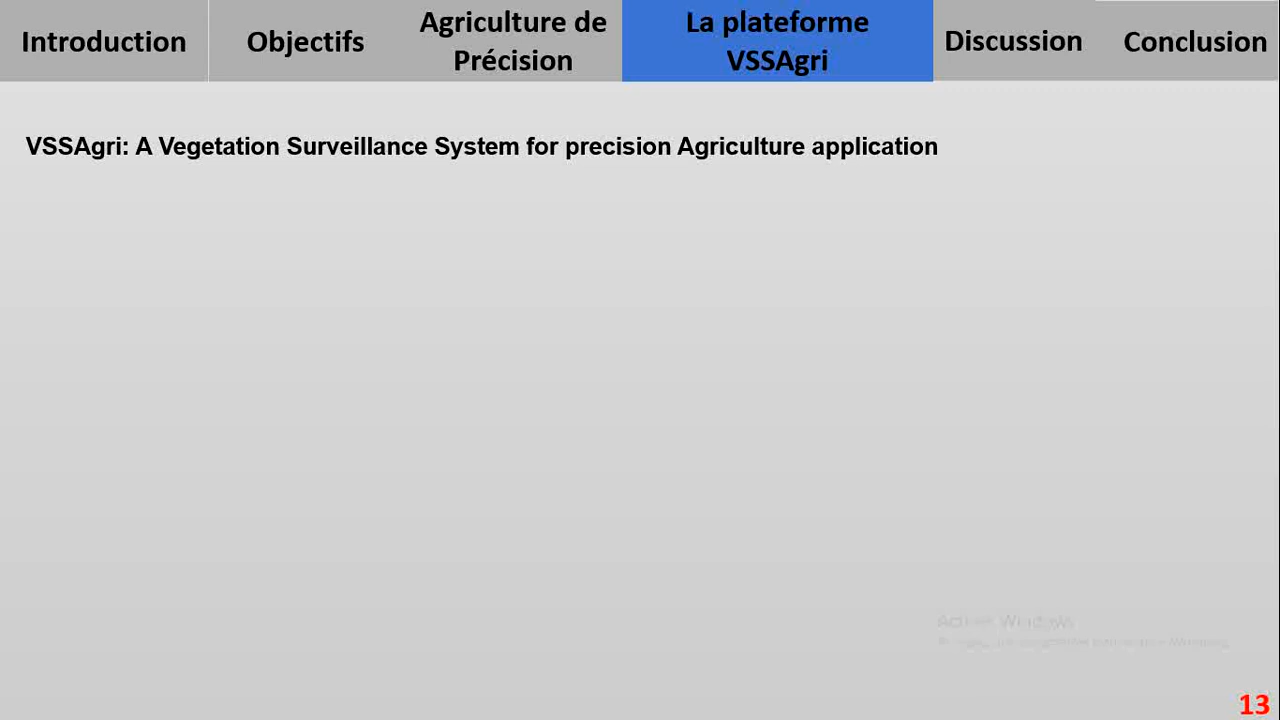 Introduction
Objectifs
Agriculture de
Précision
La plateforme
VSSAgri
Discussion
Conclusion
VSSAgri: A Vegetation Surveillance System for precision Agriculture application
13